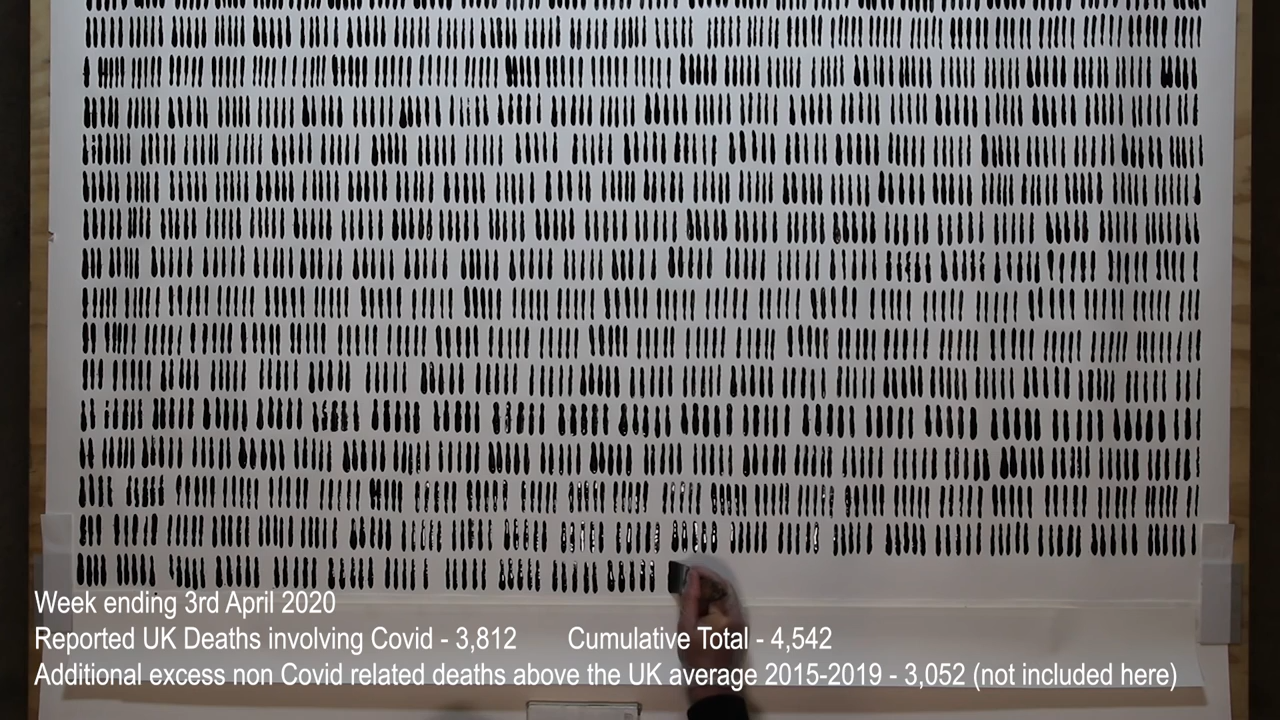 Week ending 3rd April 2020
Reported UK Deaths involving Covid - 3,812 Cumulative Total - 4,542
Additional excess non Covid related deaths above the UK average 2015-2019 - 3,052 (not included here)